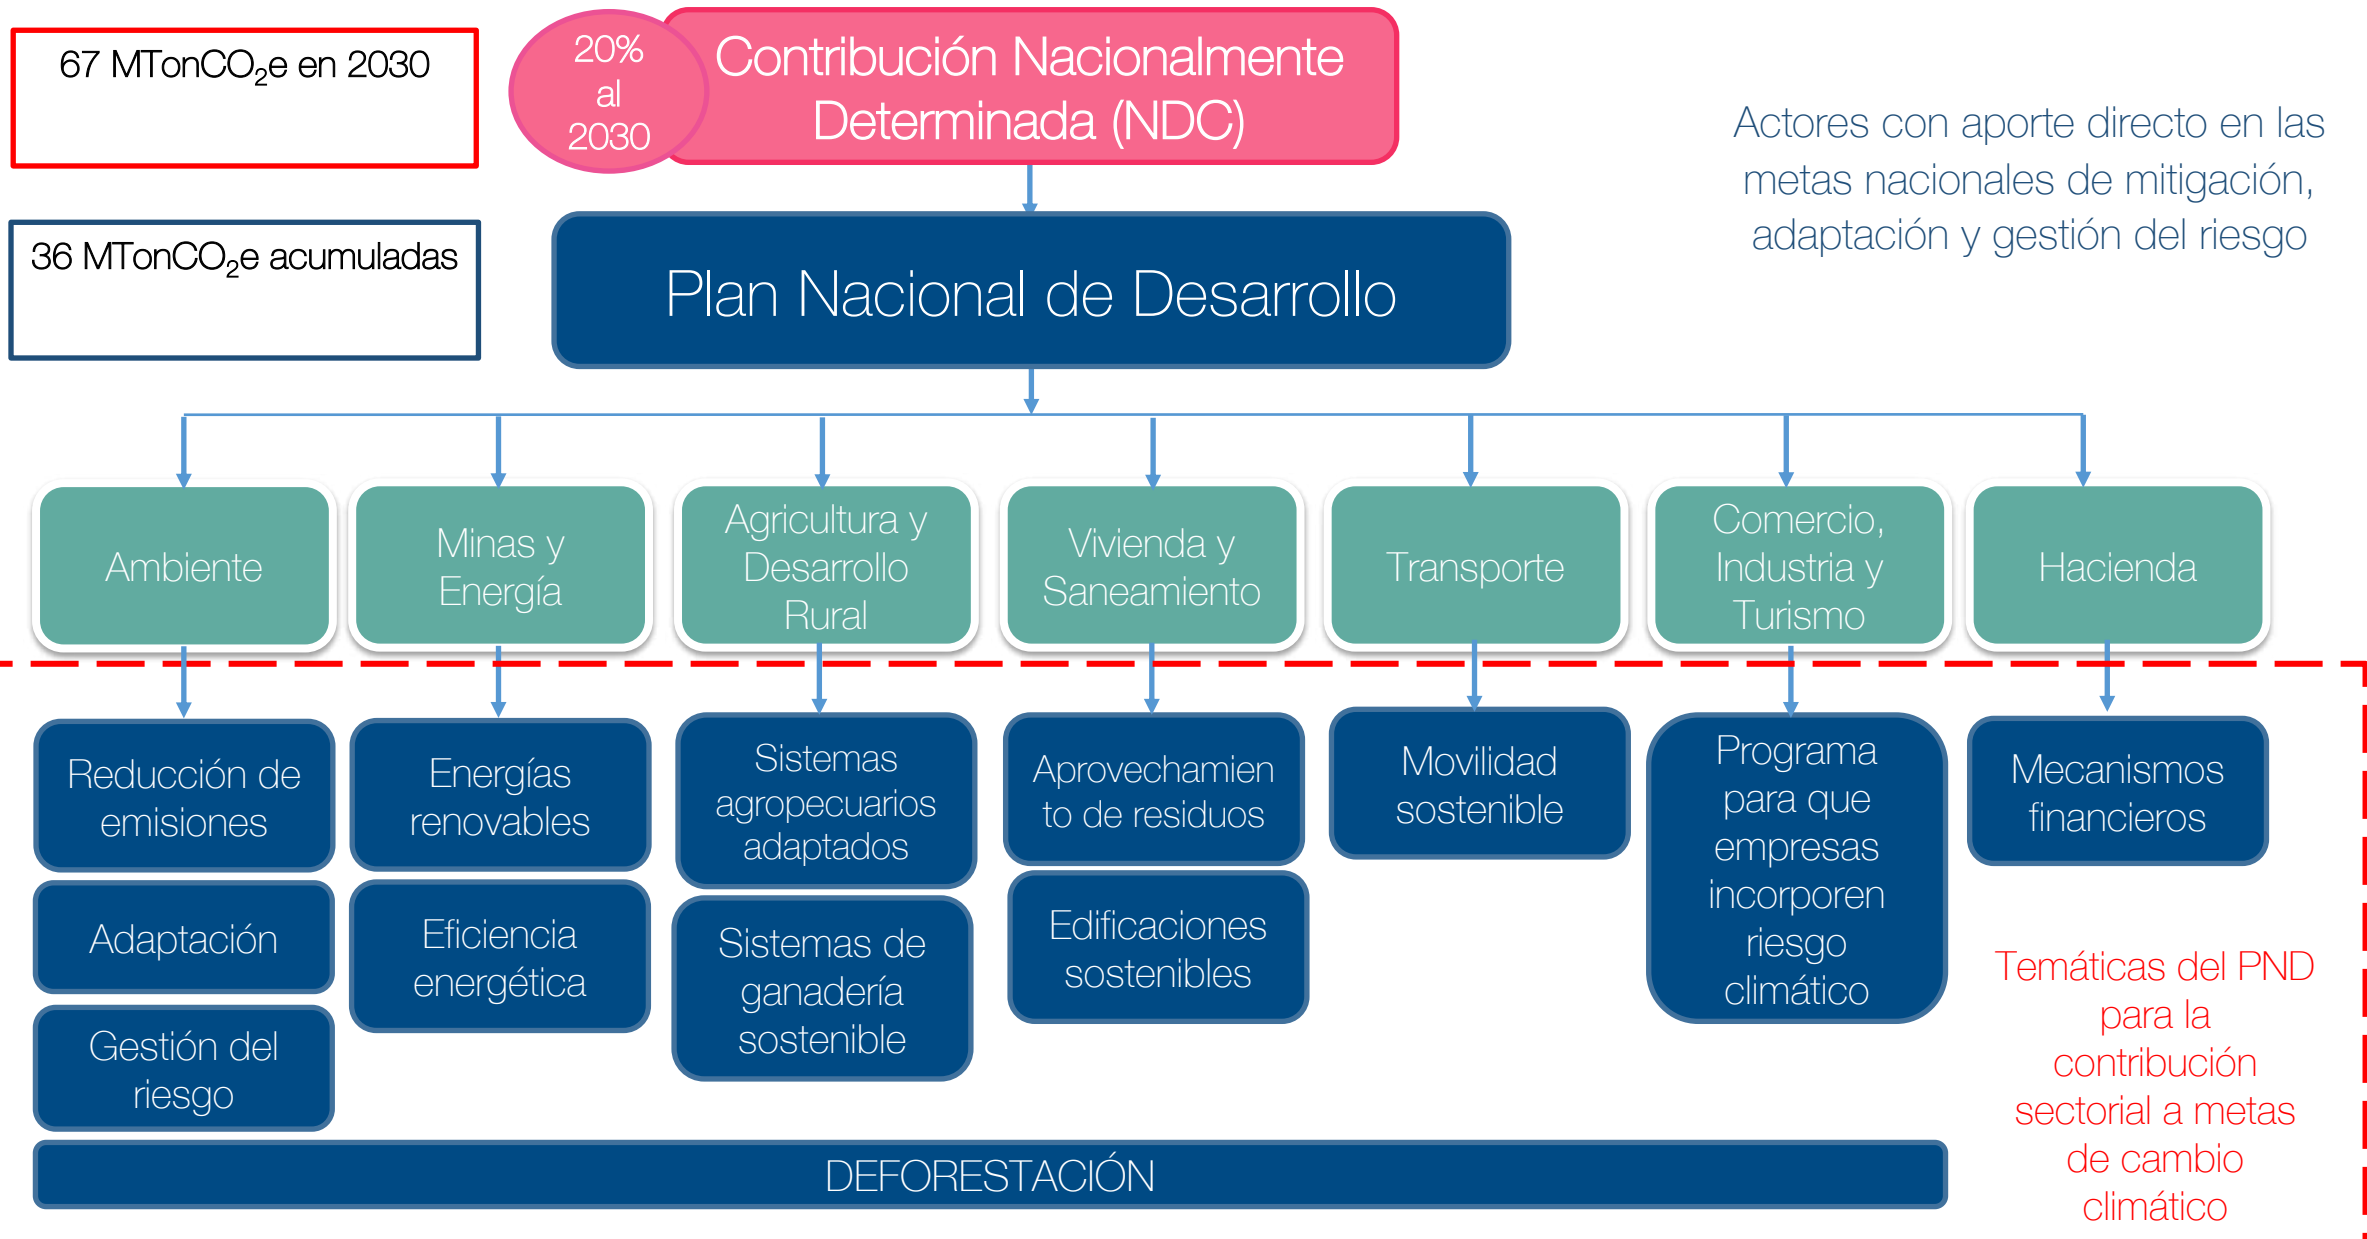 67 MTonCO₂e en 2030
20%
al
2030
Contribución Nacionalmente
Determinada (NDC)
Actores con aporte directo en las
metas nacionales de mitigación,
adaptación y gestión del riesgo
36 MTonCO₂e acumuladas
Plan Nacional de Desarrollo
Ambiente
Minas y
Energía
Agricultura y
Desarrollo
Rural
Vivienda y
Saneamiento
Transporte
Comercio,
Industria y
Turismo
Hacienda
Reducción de
emisiones
Adaptación
Gestión del
riesgo
Energías
renovables
Eficiencia
energética
Sistemas
agropecuarios
adaptados
Sistemas de
ganadería
sostenible
Aprovechamien
to de residuos
Edificaciones
sostenibles
Movilidad
sostenible
Programa
para que
empresas
incorporen
riesgo
climático
Mecanismos
financieros
Temáticas del PND
para la
contribución
sectorial a metas
de cambio
climático
DEFORESTACIÓN